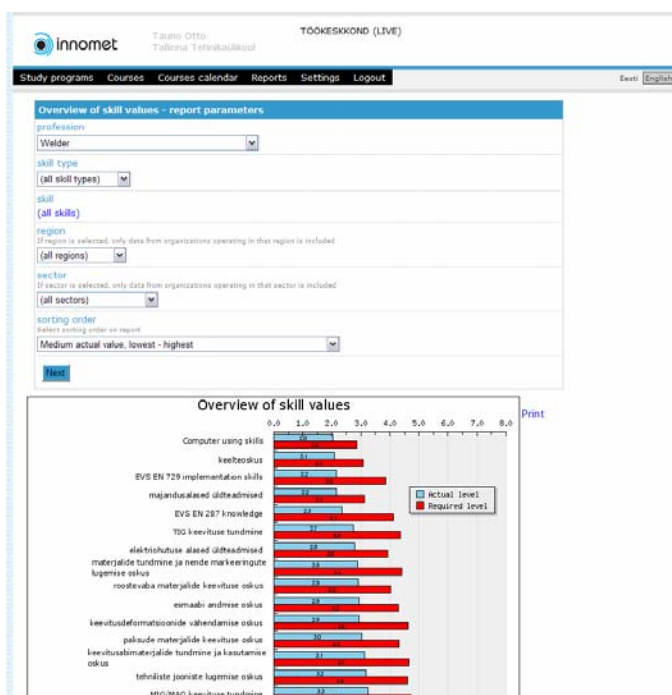 innomet
Tauno Otto
Tallinna Tehnikaülikool
TÖÖKESKKOND (LIVE)
Study programs Courses Courses calendar Reports Settings Logout
Eesti English
Overview of skill values - report parameters
profession
Welder
skill type
(all skill types)
skill
(all skills)
region
If region is selected, only data from organizations operating in that region is included
(all regions)
sector
If sector is selected, only data from organizations operating in that sector is included
(all sectors)
sorting order
Select sorting order on report
Medium actual value, lowest - highest
Next
Overview of skill values
Print
0.0 1.0 2.0 3.0 4.0 5.0 6.0 7.0 8.0
Computer using skills
keelteoskus
EVS EN 729 implementation skills
majandusalased üldteadmised
EVS EN 287 knowledge
TIG keevituse tundmine
elektriohutuse alased üldteadmised
materjalide tundmine ja nende markeeringute
lugemise oskus
roostevaba materjalide keevituse oskus
esmaabi andmise oskus
keevitusdeformatsioonide vähendamise oskus
paksude materjalide keevituse oskus
keevitusabimaterjalide tundmine ja kasutamise
oskus
tehniliste jooniste lugemise oskus
MIG/MAG keevituse tundmine
Actual level
Required level